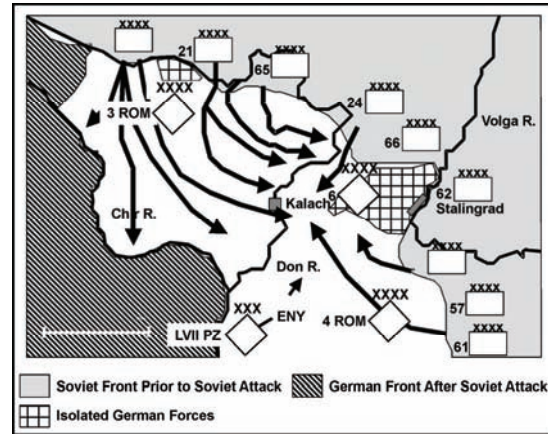 XXXX
XXXX
21
XXXX
65
XXXX
24
XXXX
3 ROM
XXXX
66
Volga R.
XXXX
6
XXXX
62
Kalach
Stalingrad
Chir R.
XXXX
Don R.
XXXX
57
XXX
ENY
XXXX
4 ROM
LVII PZ
XXXX
61
Soviet Front Prior to Soviet Attack
German Front After Soviet Attack
Isolated German Forces